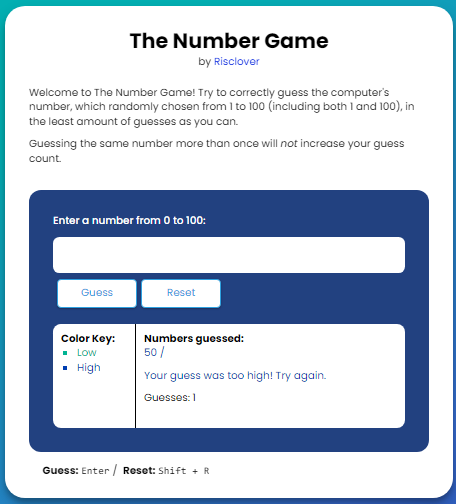 The Number Game
by Risclover
Welcome to The Number Game! Try to correctly guess the computer's
number, which randomly chosen from 1 to 100 (including both 1 and 100), in
the least amount of guesses as you can.
Guessing the same number more than once will not increase your guess
count.
Enter a number from 0 to 100:
Guess
Reset
Color Key:
Low
High
Numbers guessed:
50 /
Your guess was too high! Try again.
Guesses: 1
Guess: Enter / Reset: Shift + R